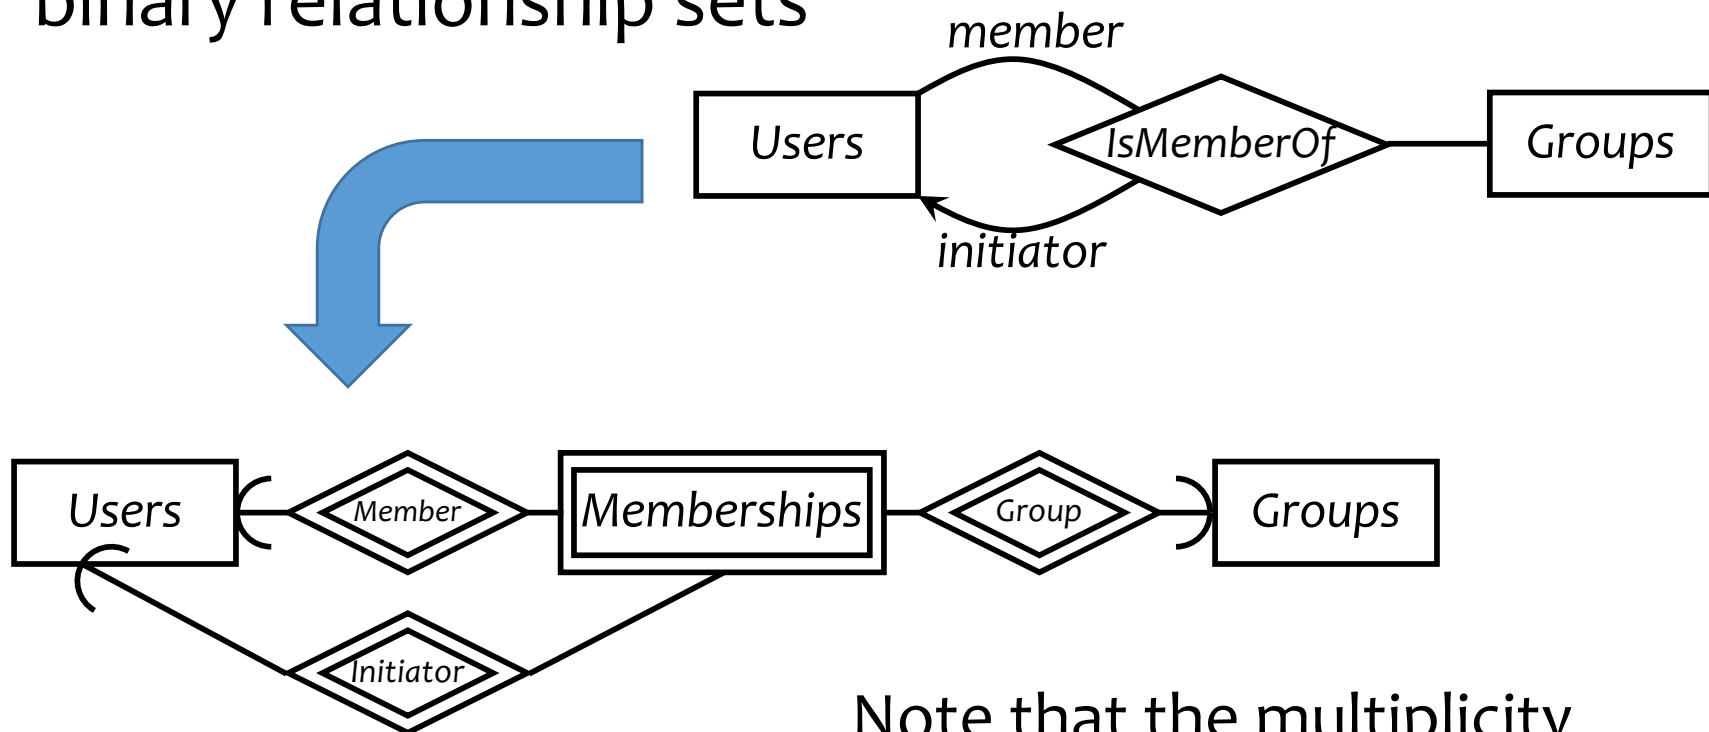 binary relationship sets
member
Users
IsMemberOf
Groups
initiator
Users
Member
Memberships
Group
Groups
Initiator
Note that the multiplicity